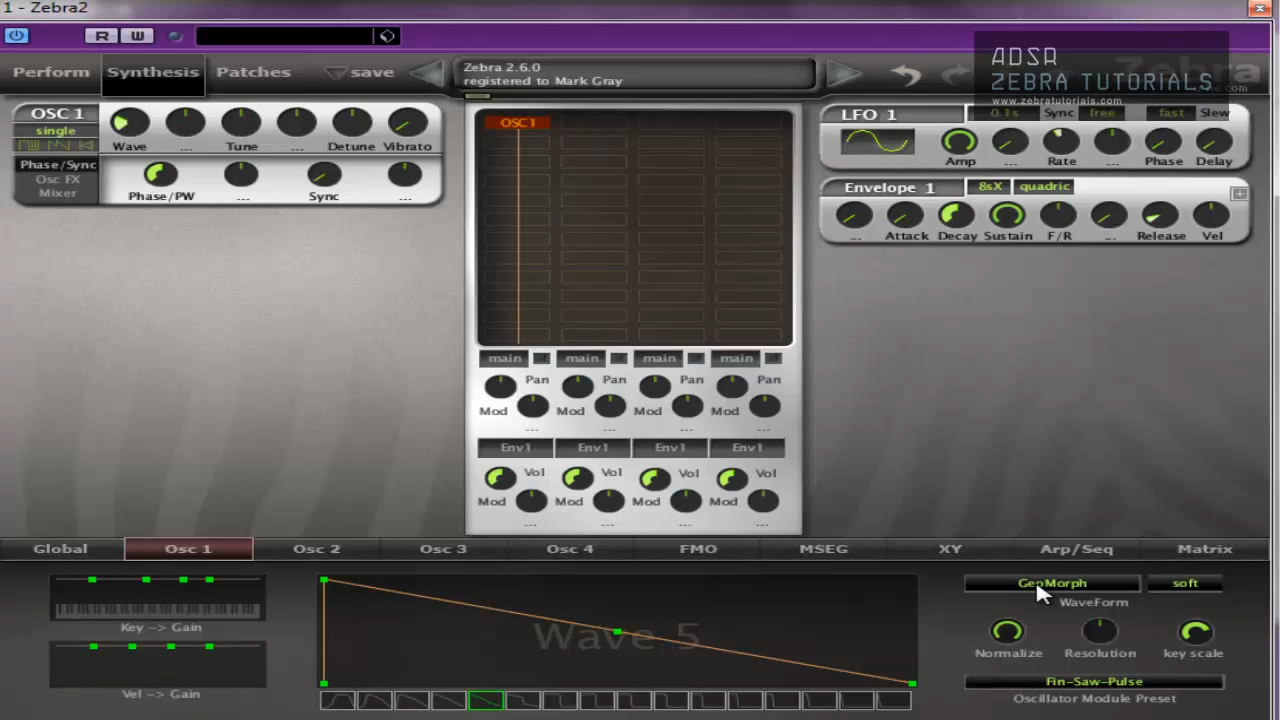 1 - Zebra2
R W
Perform Synthesis Patches save
Zebra 2.6.0
registered to Mark Gray
ADSR
ZEBRA TUTORIALS
www.zebratutorials.com
OSC 1
single
Wave ... Tune ... Detune Vibrato
Phase/Sync
Osc FX
Mixer
Phase/PW ... Sync ...
OSC 1
main main main main
Pan Pan Pan Pan
Mod Mod Mod Mod
... ... ... ...
Env1 Env1 Env1 Env1
Vol Vol Vol Vol
Mod Mod Mod Mod
... ... ... ...
LFO 1 0.1s Sync free fast Slew
Amp ... Rate ... Phase Delay
Envelope 1 8sX quadric
... Attack Decay Sustain F/R ... Release Vel
Global Osc 1 Osc 2 Osc 3 Osc 4 FMO MSEG XY Arp/Seq Matrix
Key -> Gain
Vel -> Gain
Wave 5
GeoMorph soft
WaveForm
Normalize Resolution key scale
Fin-Saw-Pulse
Oscillator Module Preset